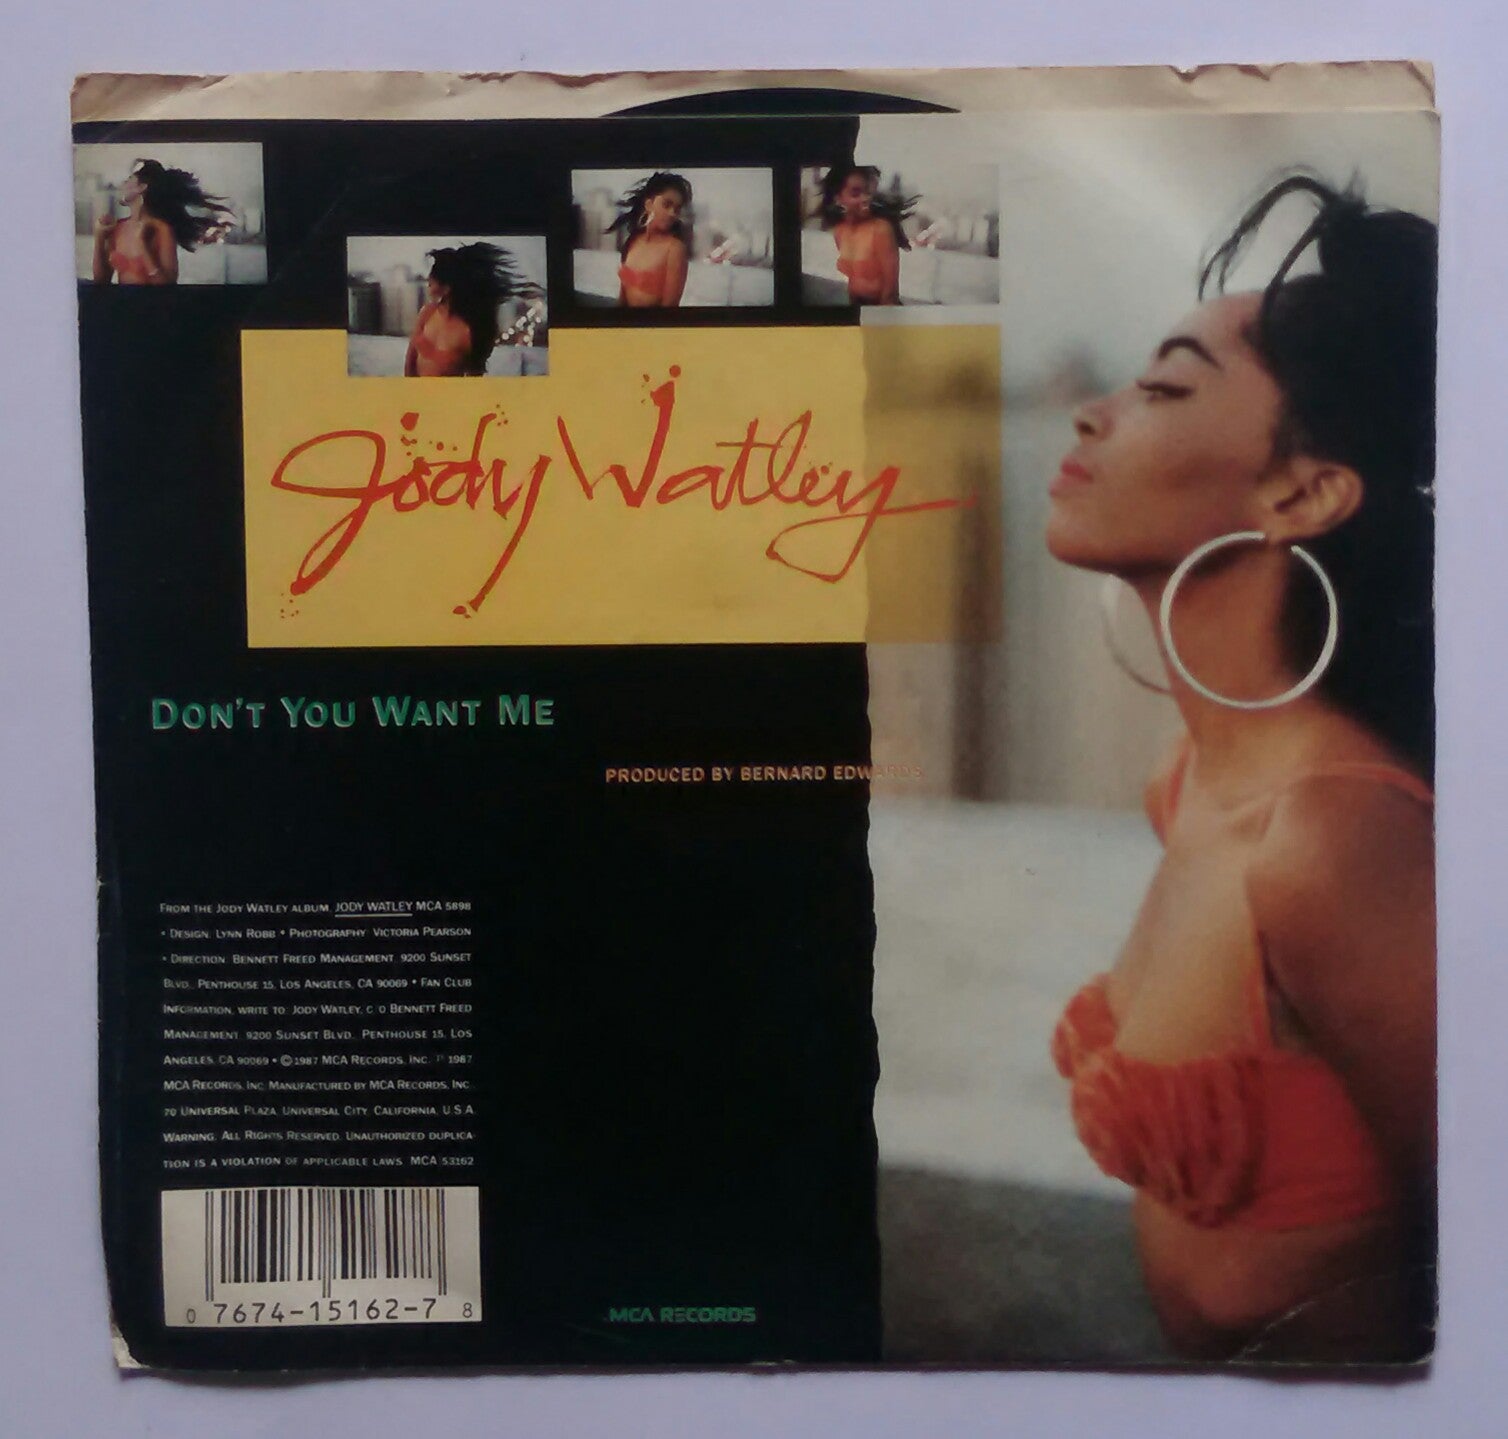 Jody Watley
DON'T YOU WANT ME
PRODUCED BY BERNARD EDWARDS
FROM THE JODY WATLEY ALBUM, JODY WATLEY MCA 5898
• DESIGN: LYNN ROBB • PHOTOGRAPHY: VICTORIA PEARSON
• DIRECTION: BENNETT FREED MANAGEMENT, 9200 SUNSET
BLVD., PENTHOUSE 15, LOS ANGELES, CA 90069 • FAN CLUB
INFORMATION, WRITE TO: JODY WATLEY, C/O BENNETT FREED
MANAGEMENT, 9200 SUNSET BLVD., PENTHOUSE 15, LOS
ANGELES, CA 90069 • © 1987 MCA RECORDS, INC. ℗ 1987
MCA RECORDS, INC. MANUFACTURED BY MCA RECORDS, INC.
70 UNIVERSAL PLAZA, UNIVERSAL CITY, CALIFORNIA, U.S.A.
WARNING: ALL RIGHTS RESERVED. UNAUTHORIZED DUPLICA-
TION IS A VIOLATION OF APPLICABLE LAWS. MCA 53162
0 7674-15162-7 8
MCA RECORDS